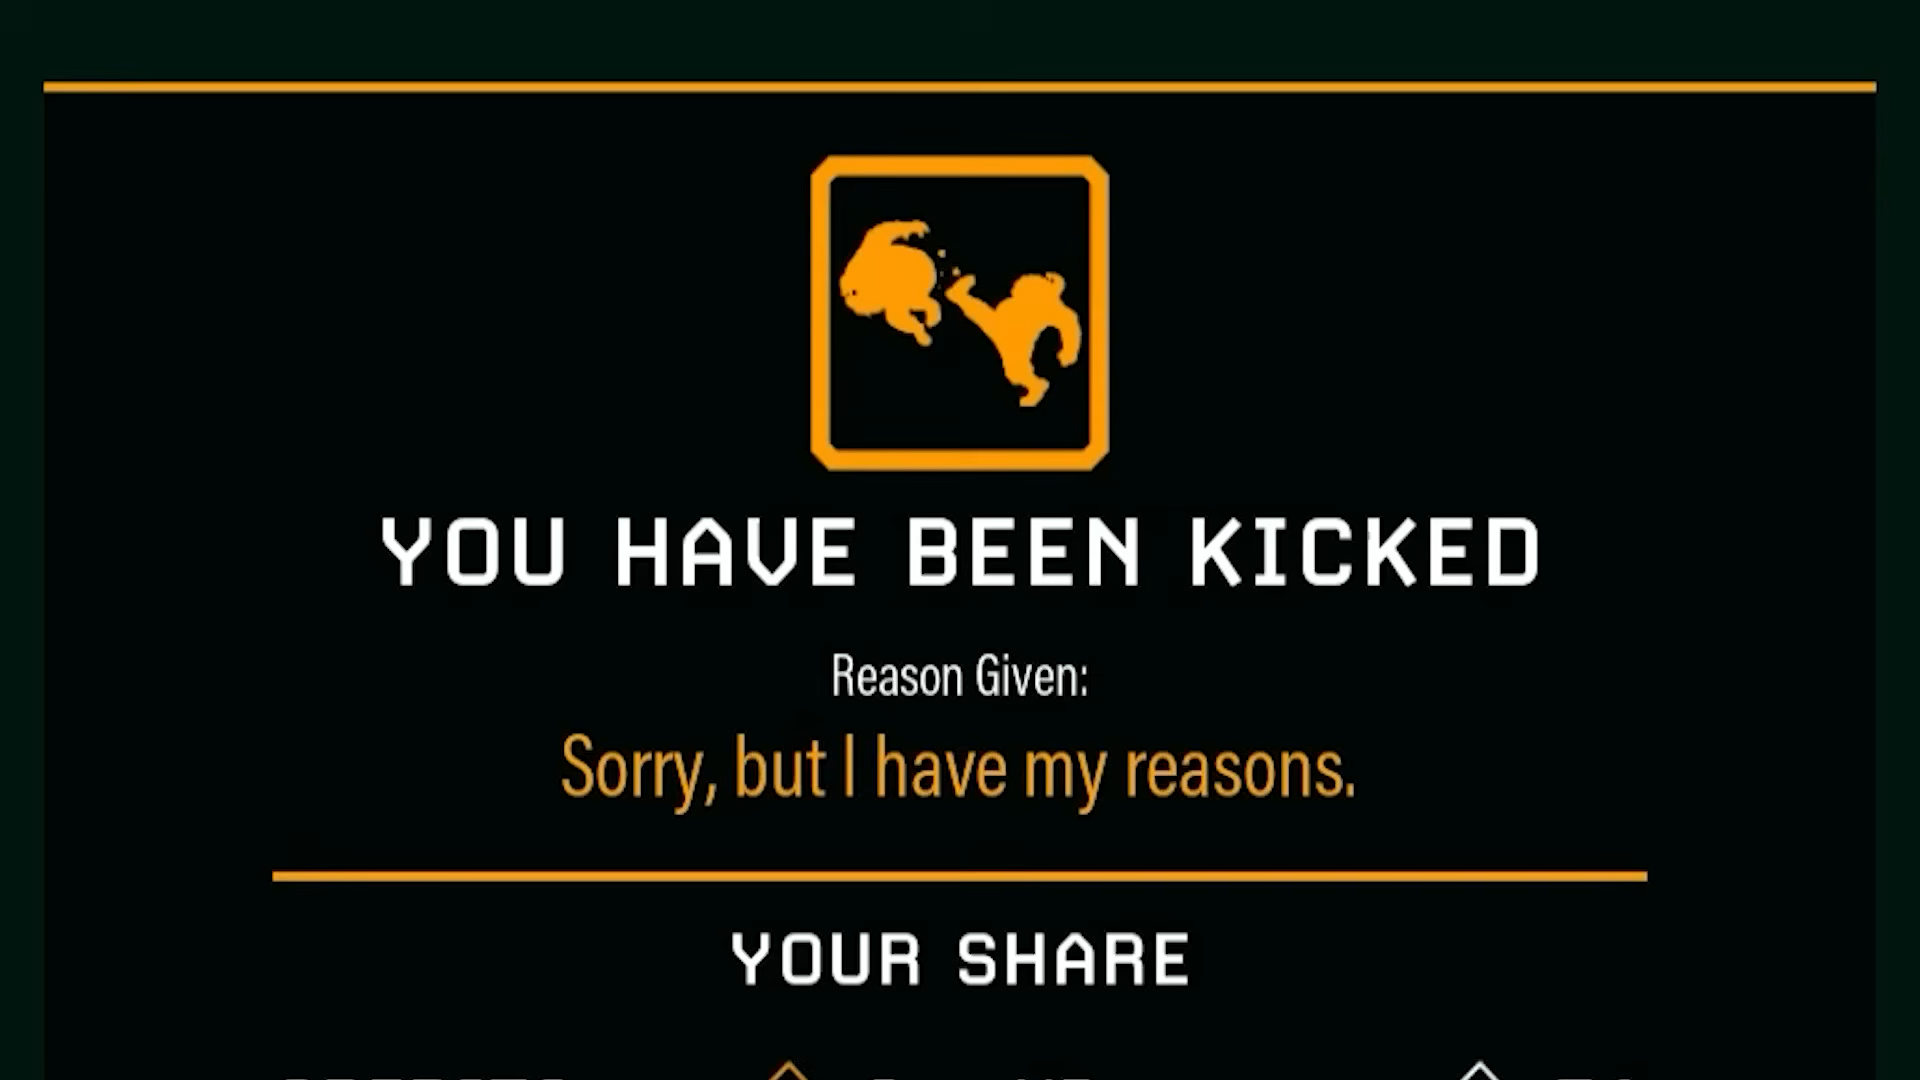 YOU HAVE BEEN KICKED
Reason Given:
Sorry, but I have my reasons.
YOUR SHARE